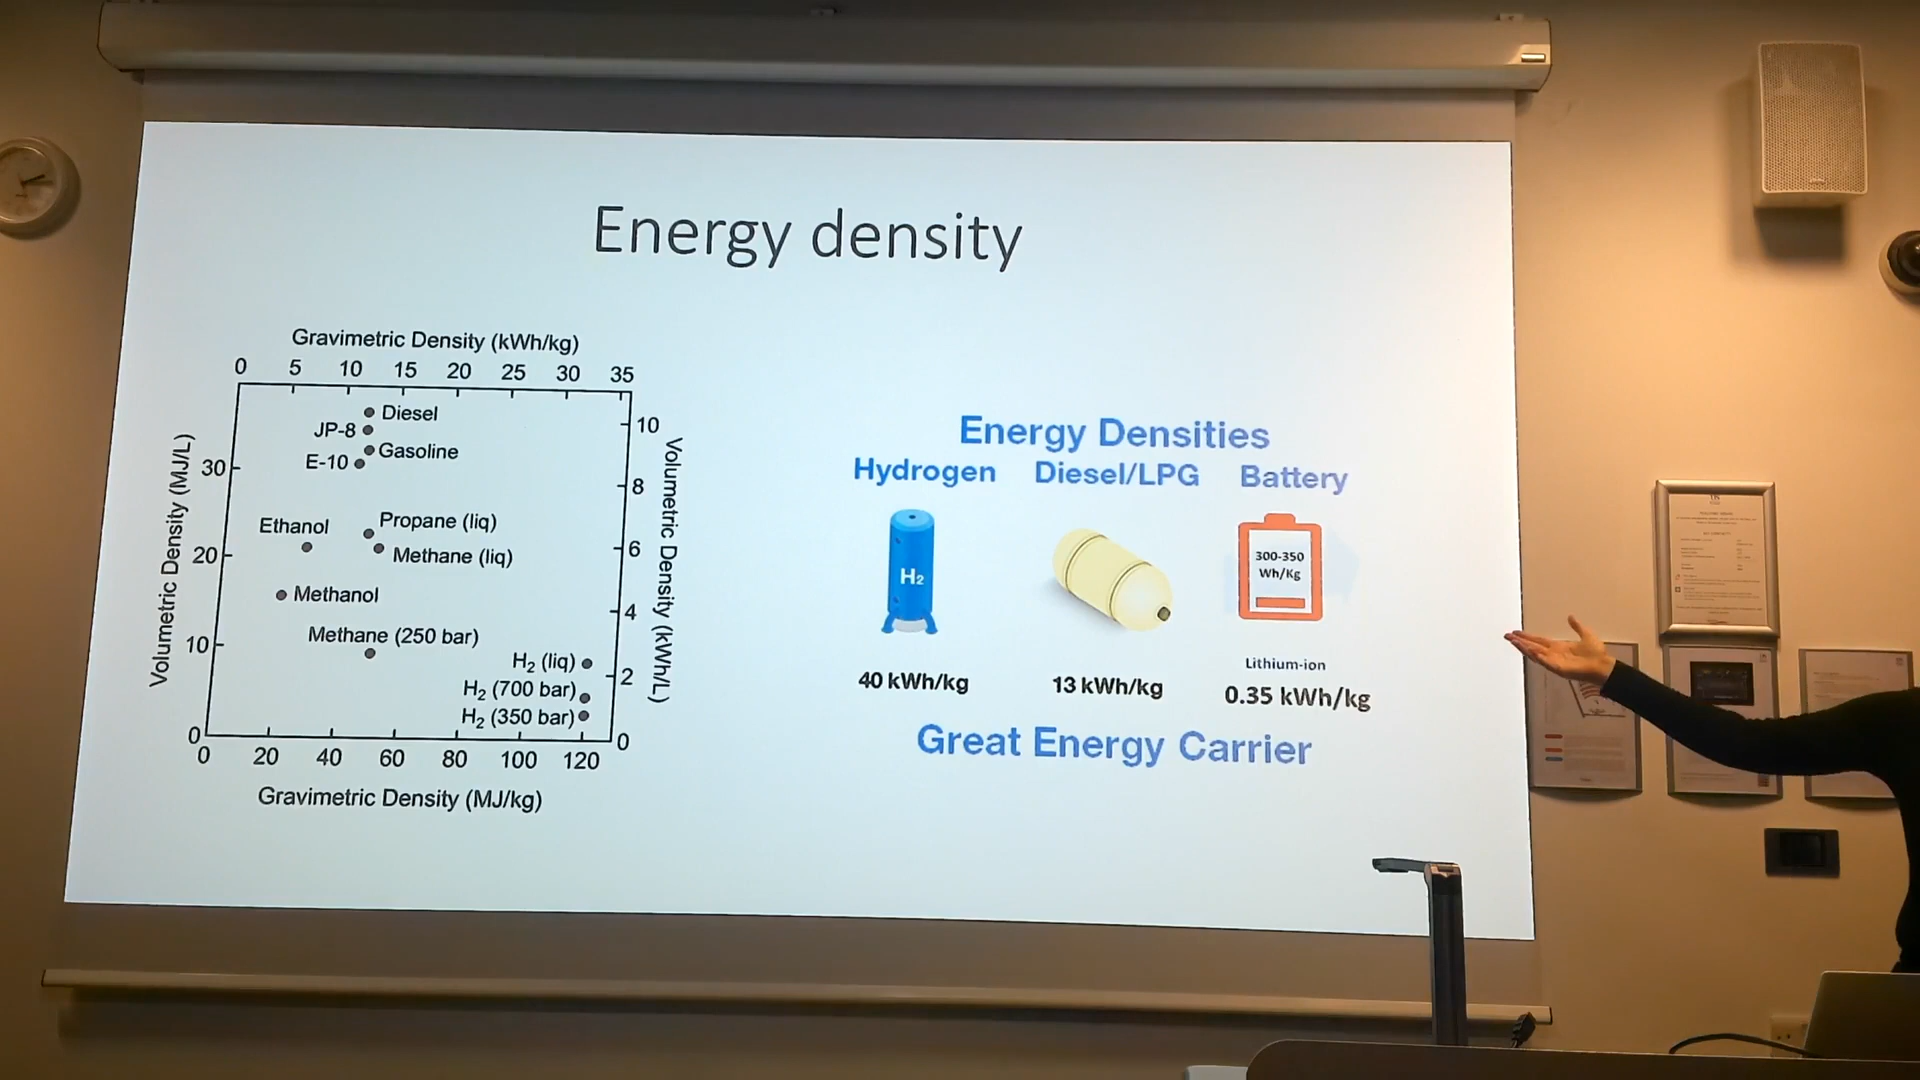 Energy density
Gravimetric Density (kWh/kg)
0 5 10 15 20 25 30 35
Diesel
JP-8
Gasoline
E-10
Ethanol
Propane (liq)
Methane (liq)
Methanol
Methane (250 bar)
H₂ (liq)
H₂ (700 bar)
H₂ (350 bar)
Volumetric Density (MJ/L)
30
20
10
0
10
8
6
4
2
0
Volumetric Density (kWh/L)
0 20 40 60 80 100 120
Gravimetric Density (MJ/kg)
Energy Densities
Hydrogen Diesel/LPG Battery
H₂
300-350
Wh/Kg
Lithium-ion
40 kWh/kg 13 kWh/kg 0.35 kWh/kg
Great Energy Carrier